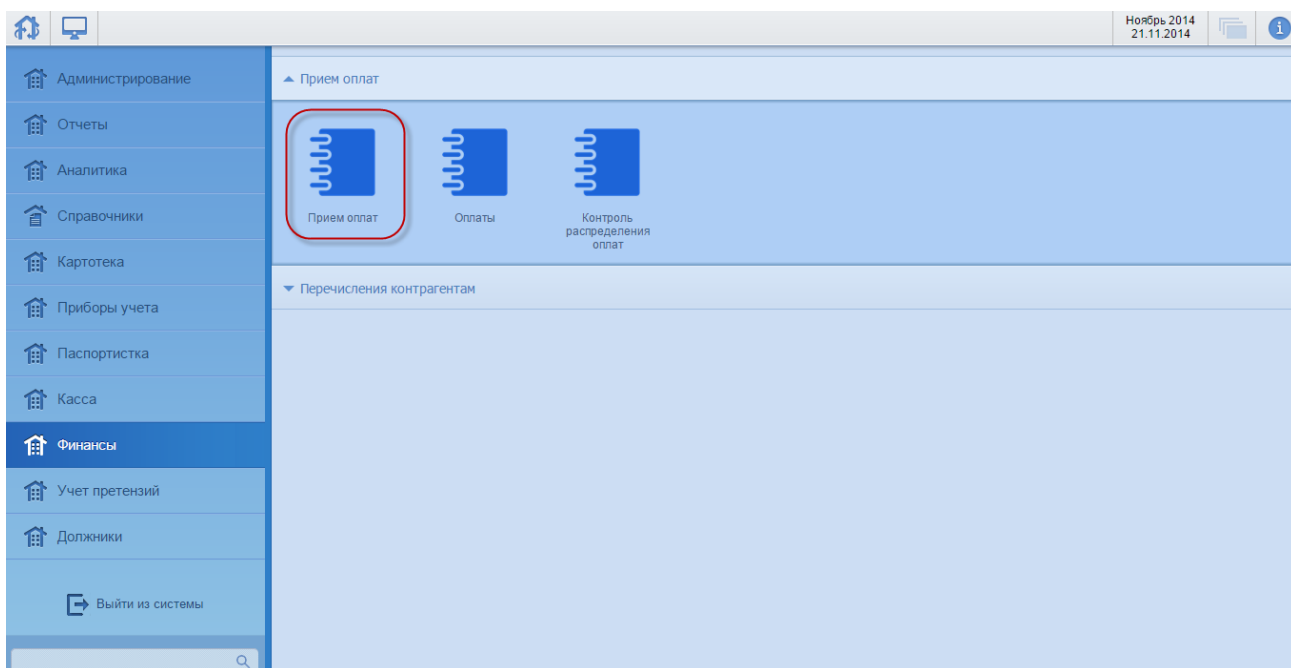 Ноябрь 2014
21.11.2014
Администрирование
Отчеты
Аналитика
Справочники
Картотека
Приборы учета
Паспортистка
Касса
Финансы
Учет претензий
Должники
Выйти из системы
Прием оплат
Прием оплат
Оплаты
Контроль
распределения
оплат
Перечисления контрагентам